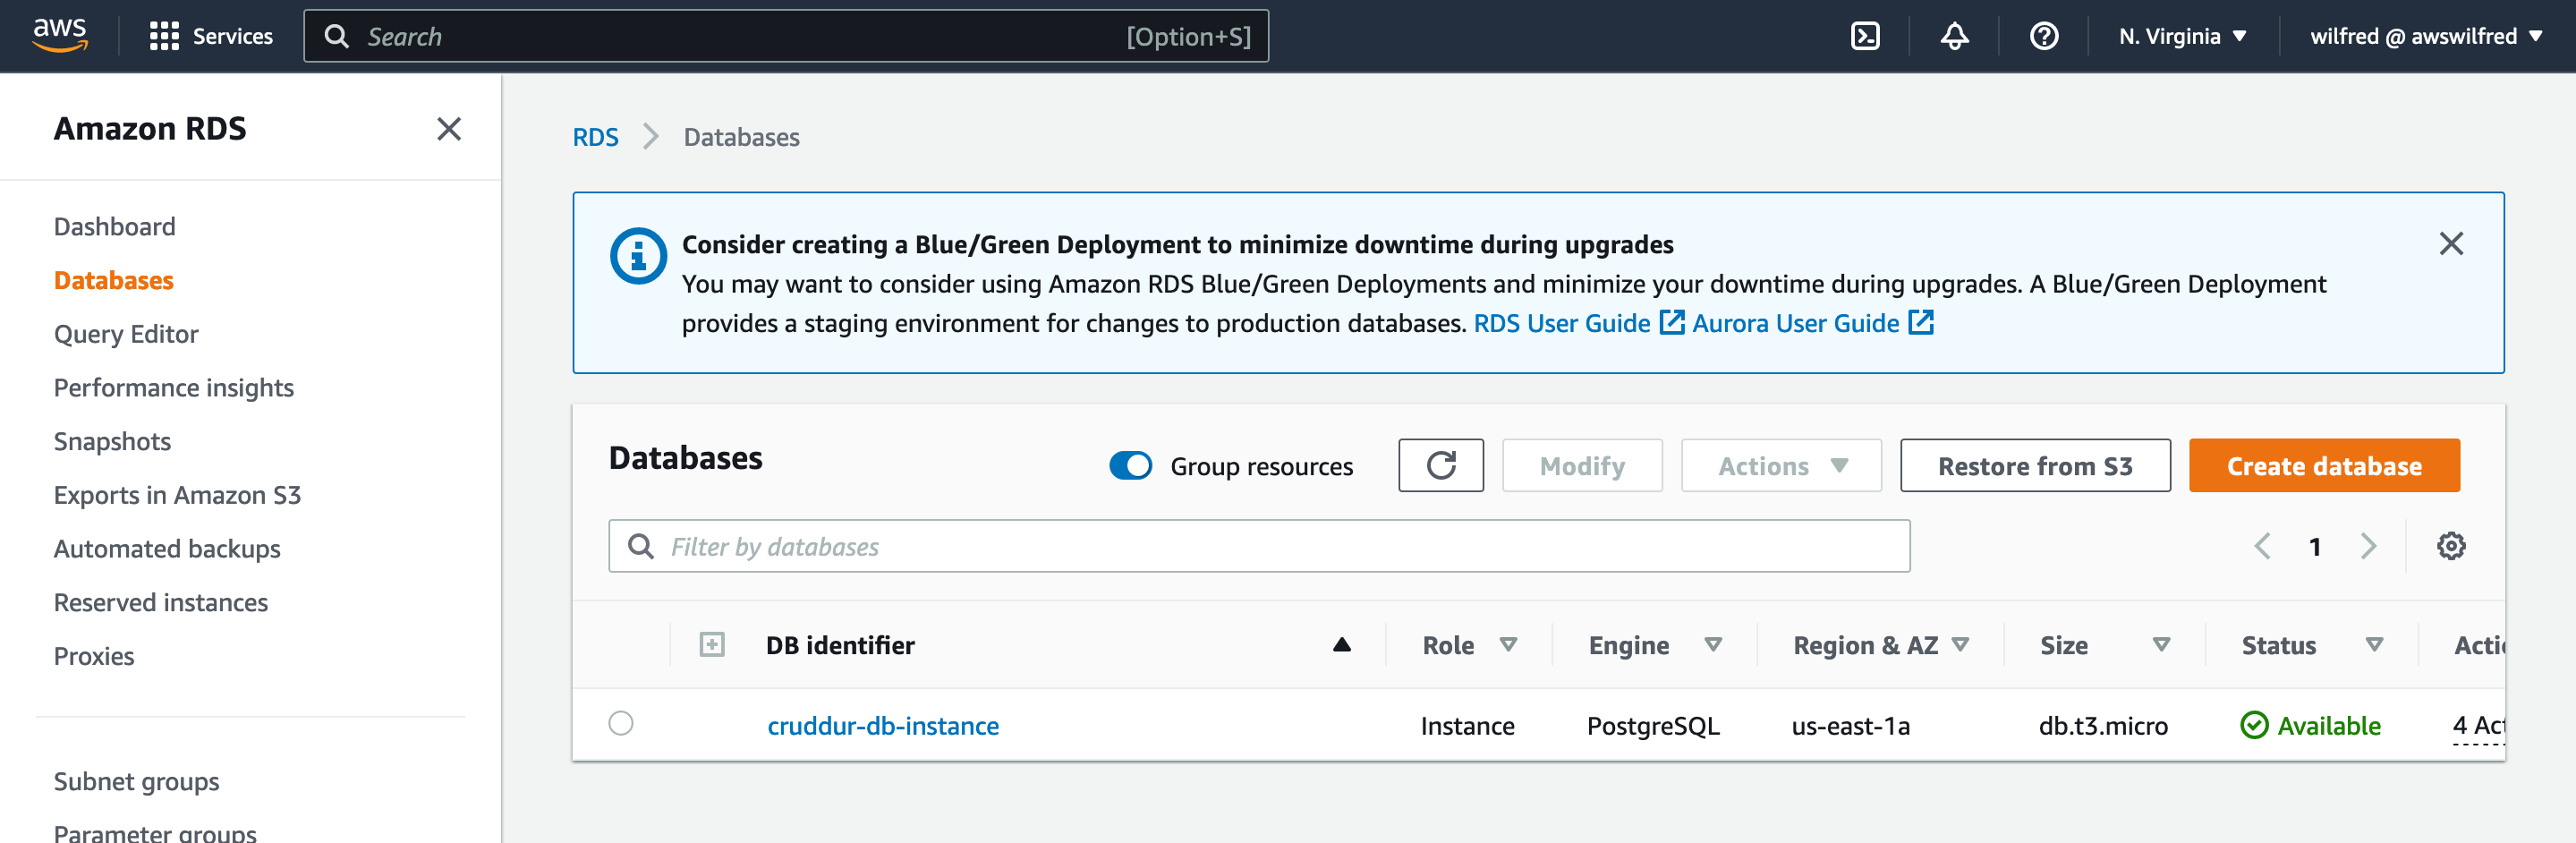 aws
Services
Search
[Option+S]
N. Virginia
wilfred @ awswilfred
Amazon RDS
Dashboard
Databases
Query Editor
Performance insights
Snapshots
Exports in Amazon S3
Automated backups
Reserved instances
Proxies
Subnet groups
Parameter groups
RDS
Databases
Consider creating a Blue/Green Deployment to minimize downtime during upgrades
You may want to consider using Amazon RDS Blue/Green Deployments and minimize your downtime during upgrades. A Blue/Green Deployment
provides a staging environment for changes to production databases. RDS User Guide Aurora User Guide
Databases
Group resources
Modify
Actions
Restore from S3
Create database
Filter by databases
1
DB identifier
Role
Engine
Region & AZ
Size
Status
cruddur-db-instance
Instance
PostgreSQL
us-east-1a
db.t3.micro
Available
4